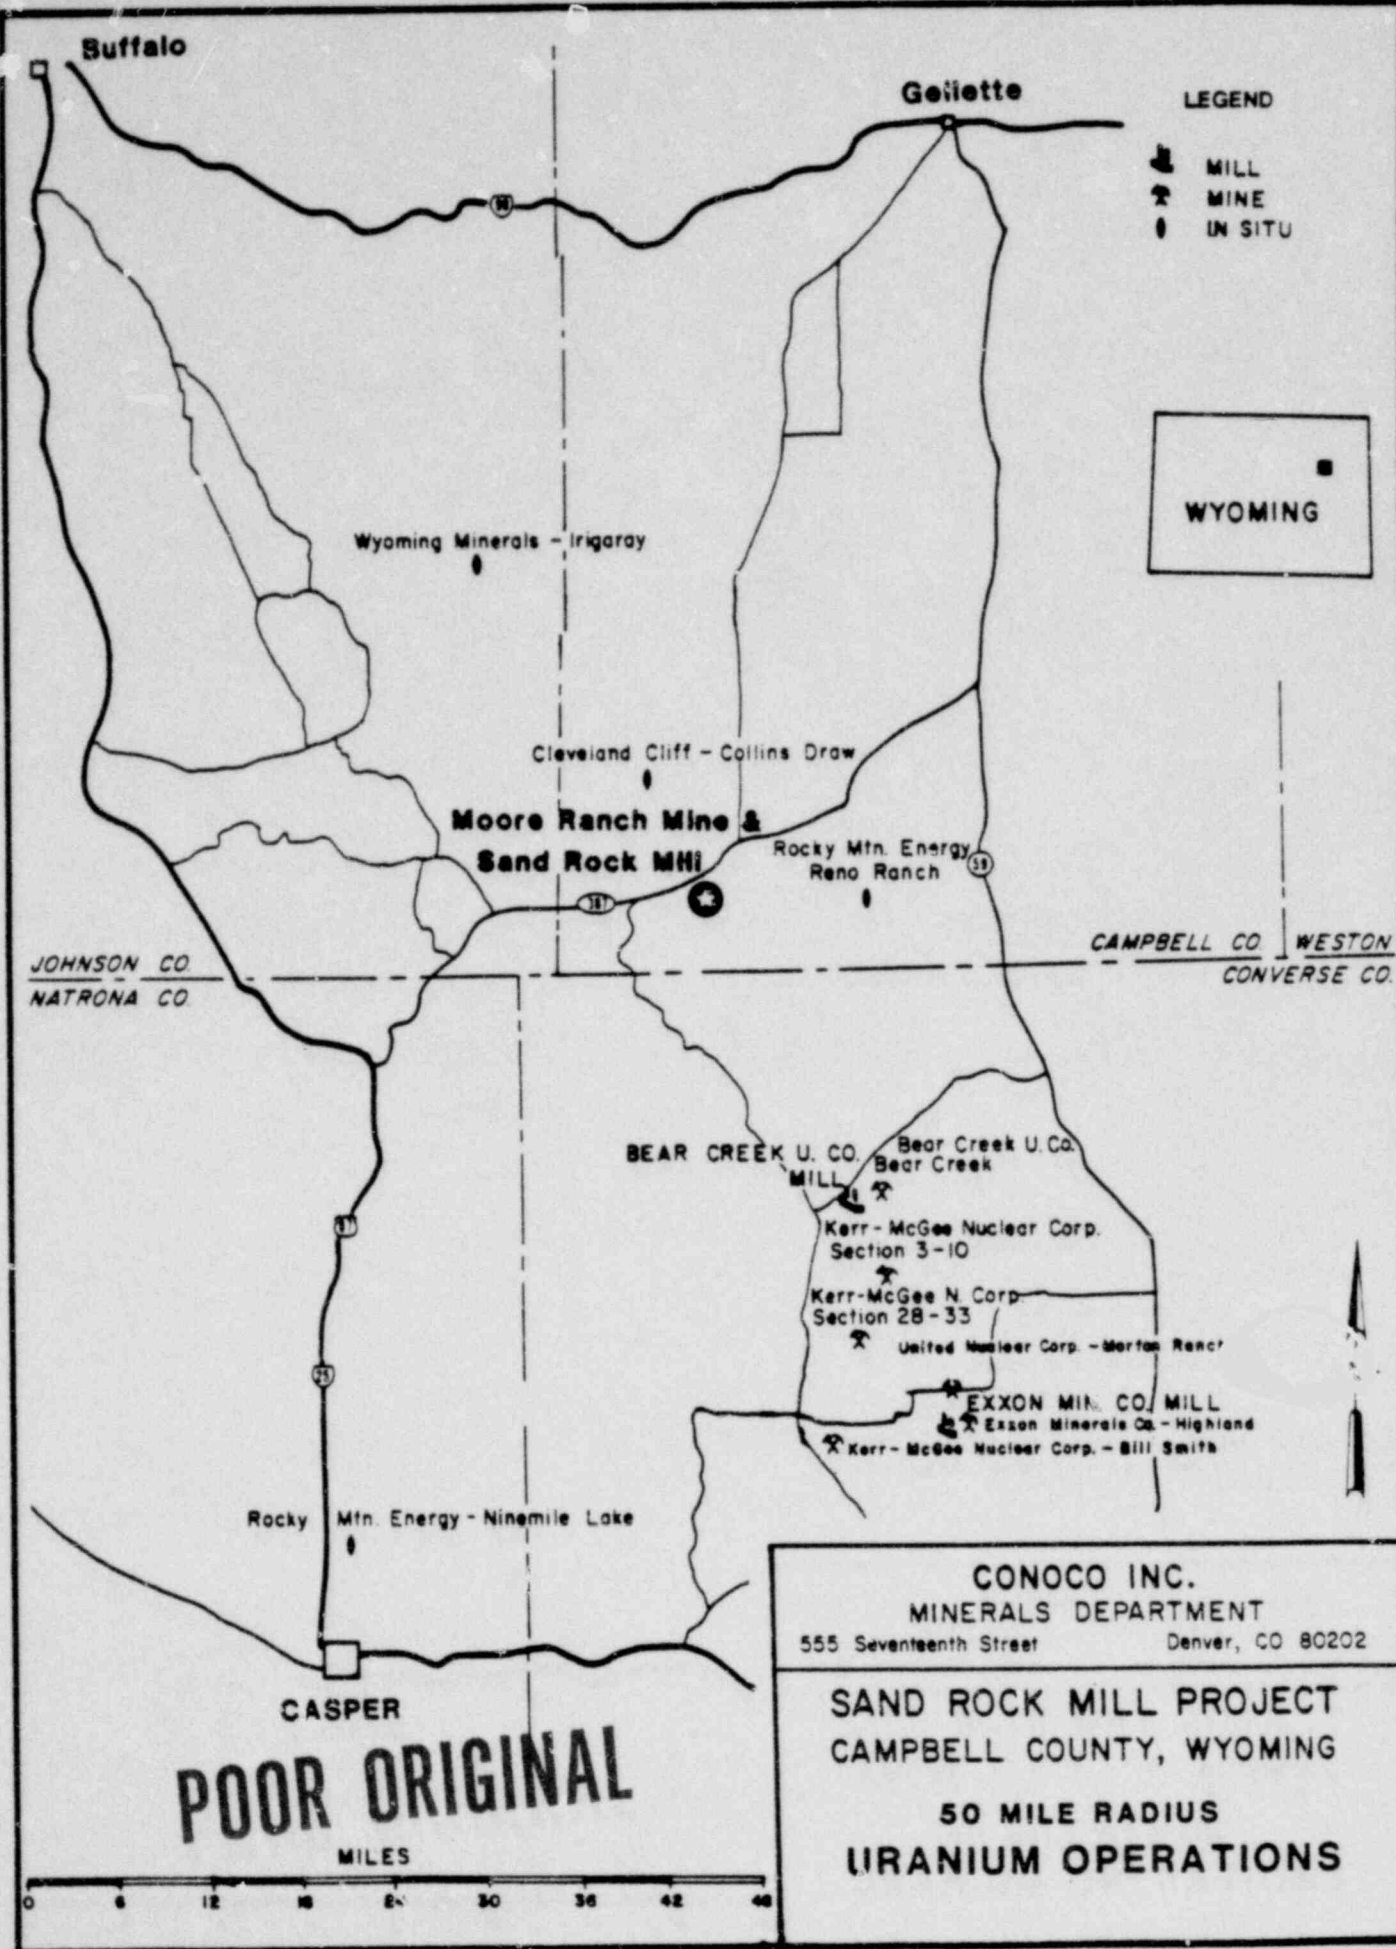 Buffalo
Gellette
LEGEND
MILL
MINE
IN SITU
90
WYOMING
Wyoming Minerals - Irigaray
Cleveland Cliff - Collins Draw
Moore Ranch Mine &
Sand Rock Mill
Rocky Mtn. Energy
Reno Ranch
59
387
CAMPBELL CO. WESTON
CONVERSE CO.
JOHNSON CO.
NATRONA CO.
BEAR CREEK U. CO.
MILL
Bear Creek U. Co.
Bear Creek
Kerr-McGee Nuclear Corp.
Section 3-10
87
Kerr-McGee N. Corp.
Section 28-33
United Nuclear Corp. - Morton Ranch
25
EXXON MIN. CO. MILL
Exxon Minerals Co. - Highland
Kerr-McGee Nuclear Corp. - Bill Smith
Rocky Mtn. Energy - Ninemile Lake
CASPER
POOR ORIGINAL
MILES
0 6 12 18 24 30 36 42 48
CONOCO INC.
MINERALS DEPARTMENT
555 Seventeenth Street Denver, CO 80202
SAND ROCK MILL PROJECT
CAMPBELL COUNTY, WYOMING
50 MILE RADIUS
URANIUM OPERATIONS